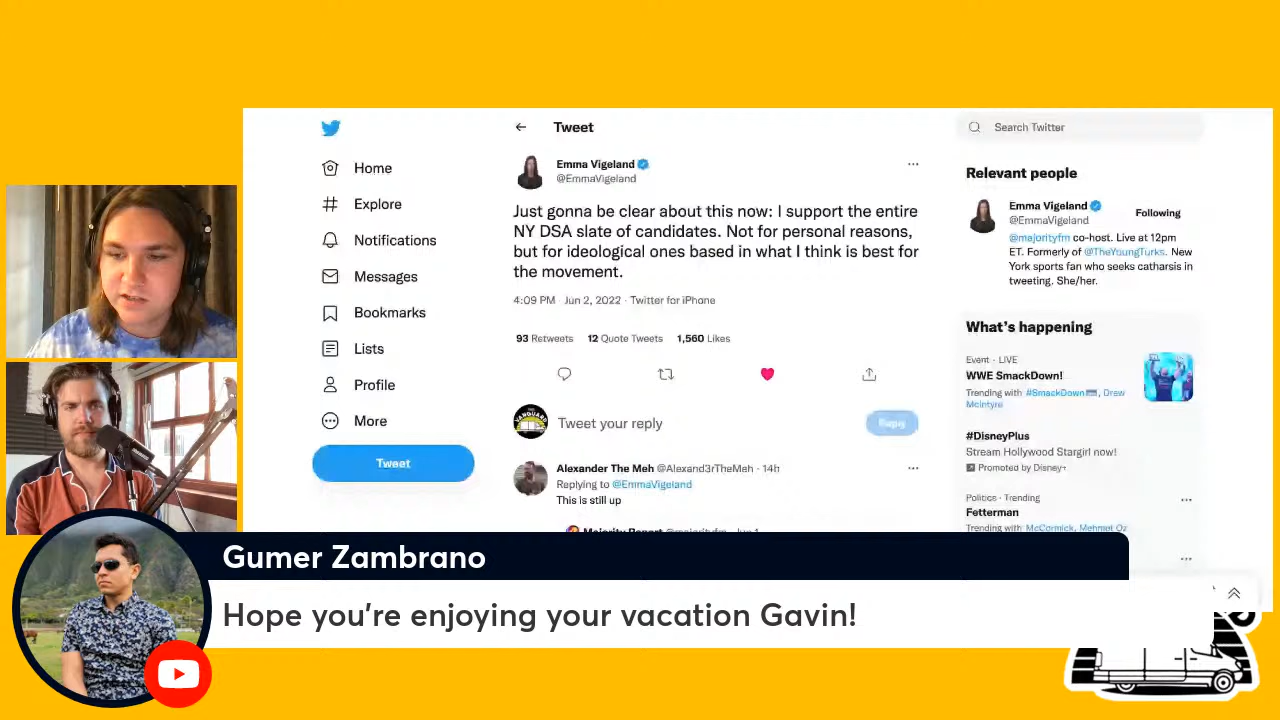 Home
Explore
Notifications
Messages
Bookmarks
Lists
Profile
More
Tweet
Tweet
Emma Vigeland
@EmmaVigeland
Just gonna be clear about this now: I support the entire
NY DSA slate of candidates. Not for personal reasons,
but for ideological ones based in what I think is best for
the movement.
4:09 PM · Jun 2, 2022 · Twitter for iPhone
93 Retweets 12 Quote Tweets 1,560 Likes
VANGUARD
Tweet your reply
Reply
Alexander The Meh @Alexand3rTheMeh · 14h
Replying to @EmmaVigeland
This is still up
Majority Report @majorityfm · Jun 1
Search Twitter
Relevant people
Emma Vigeland
@EmmaVigeland
Following
@majorityfm co-host. Live at 12pm
ET. Formerly of @TheYoungTurks. New
York sports fan who seeks catharsis in
tweeting. She/her.
What's happening
Event · LIVE
WWE SmackDown!
Trending with #SmackDown, Drew
McIntyre
#DisneyPlus
Stream Hollywood Stargirl now!
Promoted by Disney+
Politics · Trending
Fetterman
Trending with McCormick, Mehmet Oz
Gumer Zambrano
Hope you're enjoying your vacation Gavin!